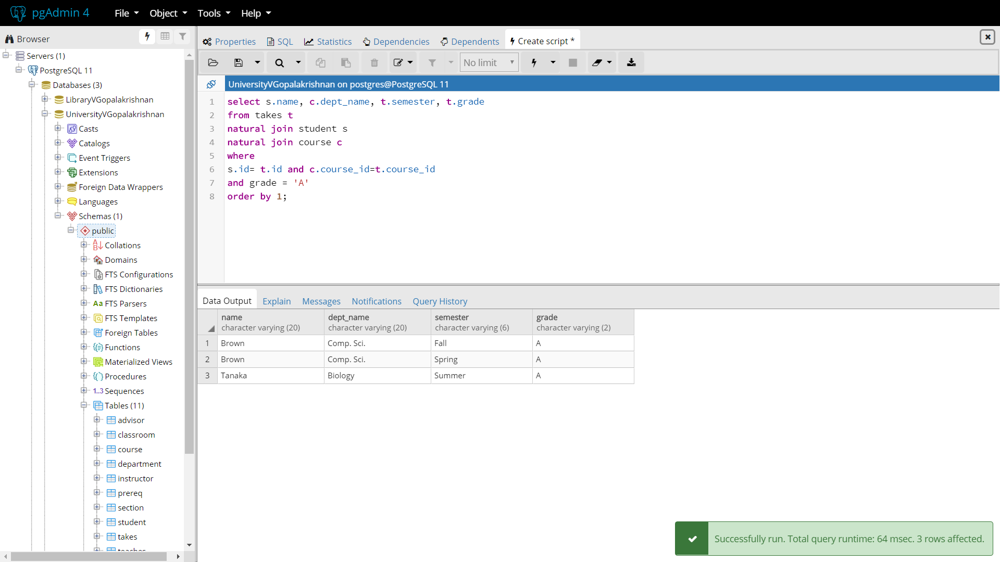 pgAdmin 4
File Object Tools Help
Browser
Servers (1)
PostgreSQL 11
Databases (3)
LibraryVGopalakrishnan
UniversityVGopalakrishnan
Casts
Catalogs
Event Triggers
Extensions
Foreign Data Wrappers
Languages
Schemas (1)
public
Collations
Domains
FTS Configurations
FTS Dictionaries
Aa FTS Parsers
FTS Templates
Foreign Tables
Functions
Materialized Views
Procedures
1..3 Sequences
Tables (11)
advisor
classroom
course
department
instructor
prereq
section
student
takes
teaches
Properties SQL Statistics Dependencies Dependents Create script *
No limit
UniversityVGopalakrishnan on postgres@PostgreSQL 11
1 select s.name, c.dept_name, t.semester, t.grade
2 from takes t
3 natural join student s
4 natural join course c
5 where
6 s.id= t.id and c.course_id=t.course_id
7 and grade = 'A'
8 order by 1;
Data Output Explain Messages Notifications Query History
name dept_name semester grade
character varying (20) character varying (20) character varying (6) character varying (2)
1 Brown Comp. Sci. Fall A
2 Brown Comp. Sci. Spring A
3 Tanaka Biology Summer A
Successfully run. Total query runtime: 64 msec. 3 rows affected.